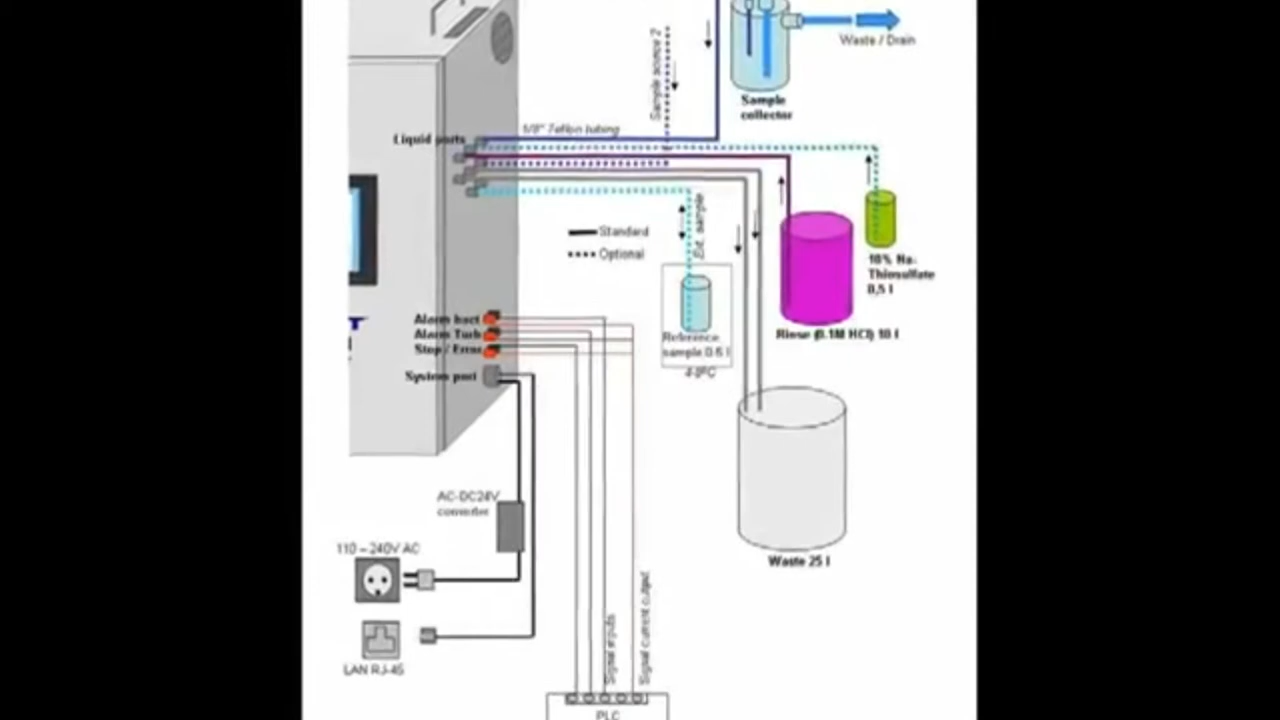 Sample source 2
Waste / Drain
Sample
collector
1/8" Teflon tubing
Liquid ports
Standard
Optional
Ext. sample
10% Na-
Thiosulfate
0,5 l
Rinse (0.1M HCl) 10 l
Reference
sample 0.5 l
4-8ºC
Alarm bact
Alarm Turb
Stop / Error
System port
Waste 25 l
AC-DC24V
converter
110 – 240V AC
LAN RJ-45
Signal inputs
Signal current output
PLC